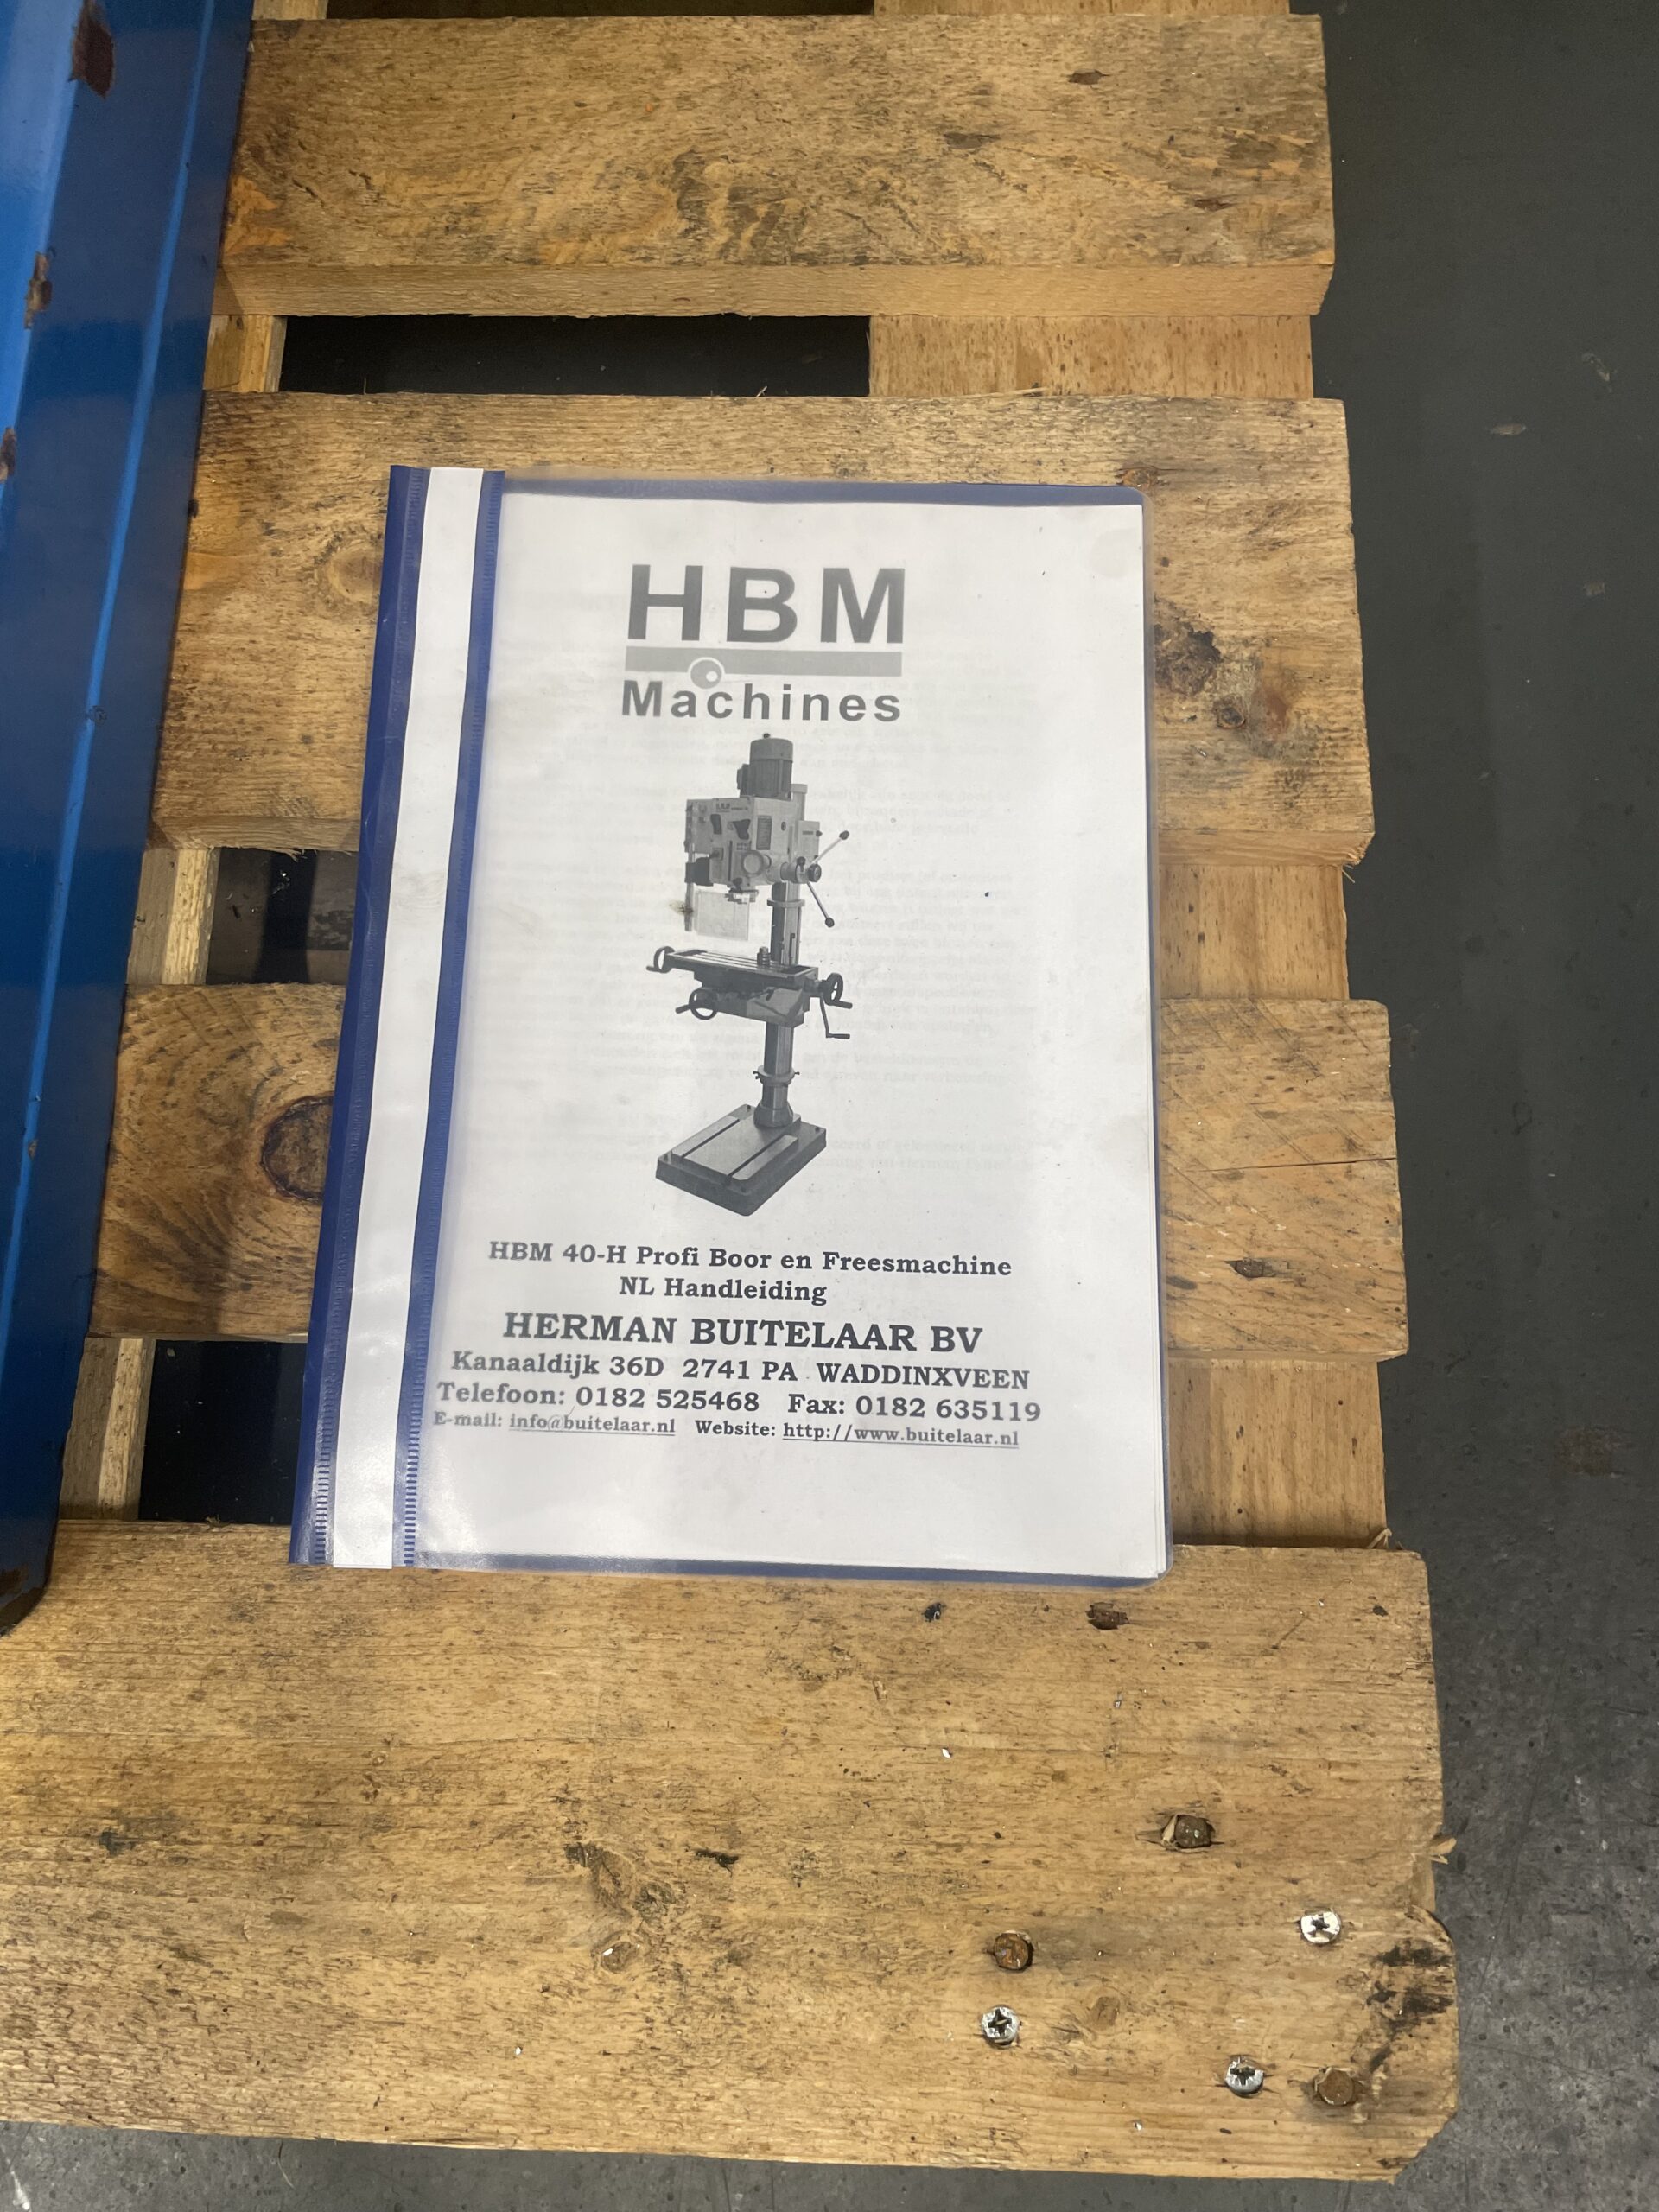 HBM
Machines
HBM 40-H Profi Boor en Freesmachine
NL Handleiding
HERMAN BUITELAAR BV
Kanaaldijk 36D 2741 PA WADDINXVEEN
Telefoon: 0182 525468 Fax: 0182 635119
E-mail: info@buitelaar.nl Website: http://www.buitelaar.nl